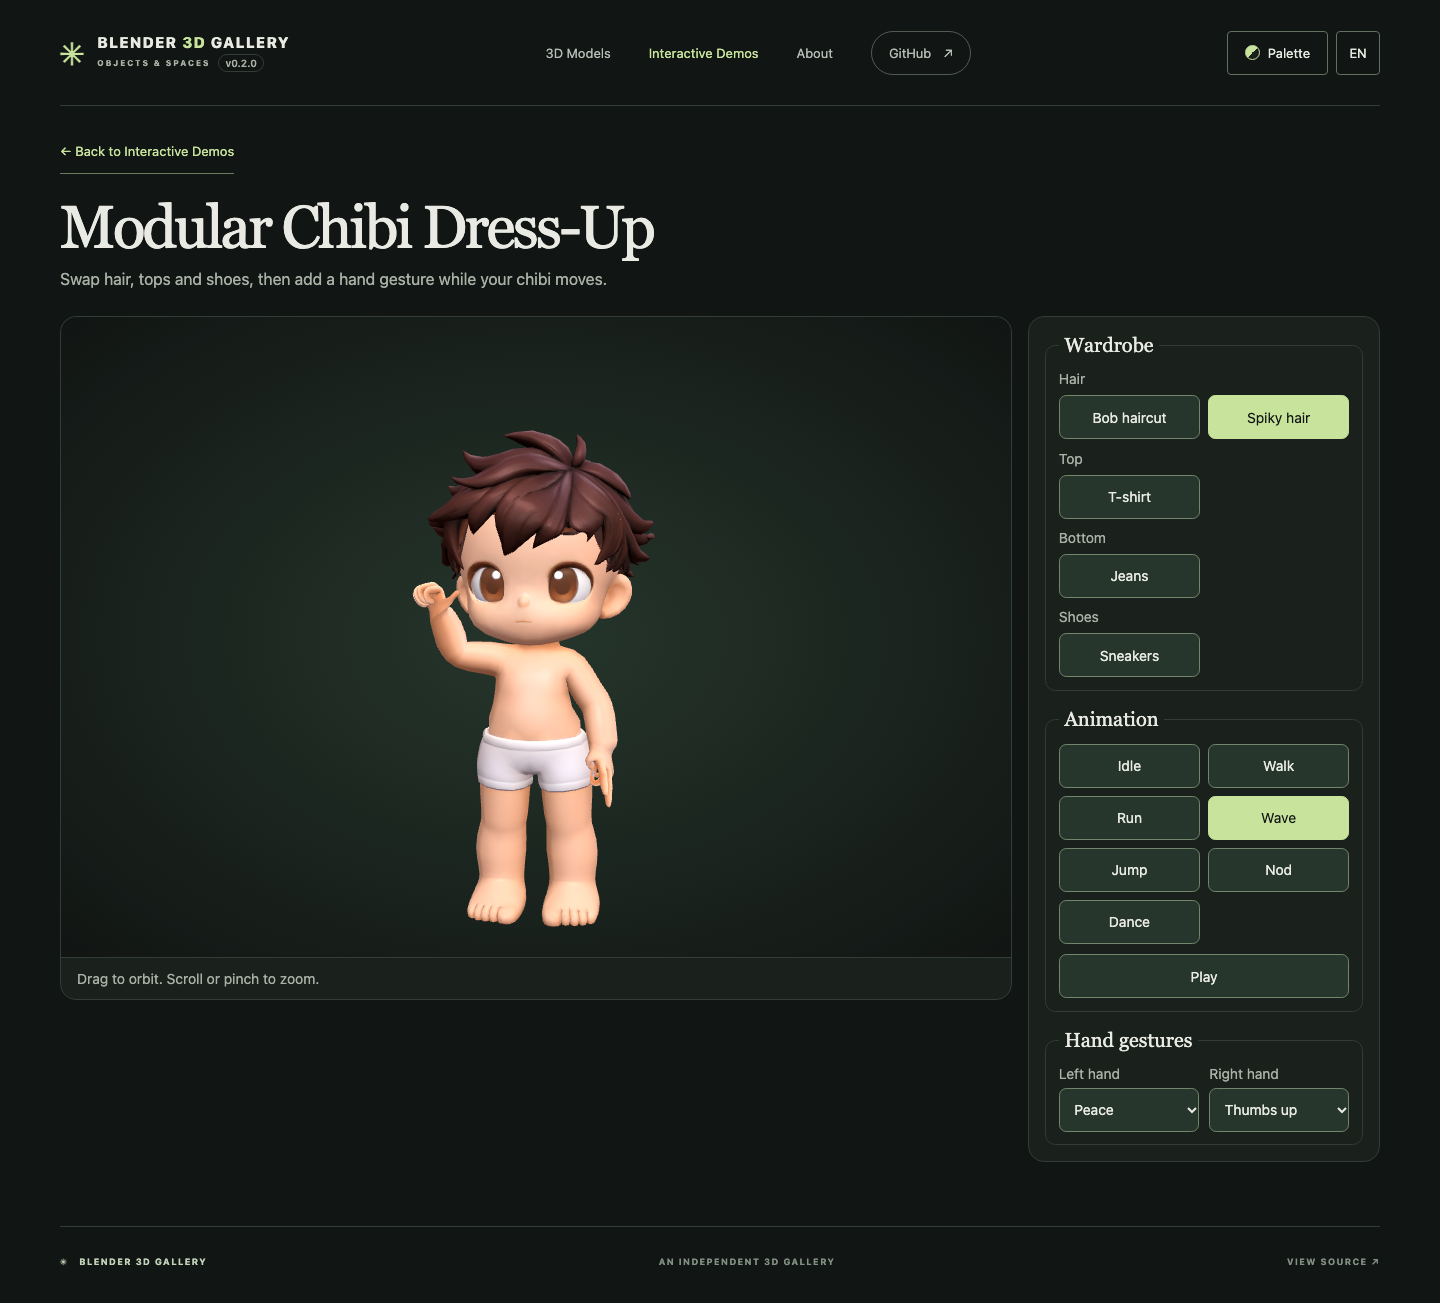 BLENDER 3D GALLERY
OBJECTS & SPACES v0.2.0
3D Models
Interactive Demos
About
GitHub ↗
Palette
EN
← Back to Interactive Demos
Modular Chibi Dress-Up
Swap hair, tops and shoes, then add a hand gesture while your chibi moves.
Drag to orbit. Scroll or pinch to zoom.
Wardrobe
Hair
Bob haircut
Spiky hair
Top
T-shirt
Bottom
Jeans
Shoes
Sneakers
Animation
Idle
Walk
Run
Wave
Jump
Nod
Dance
Play
Hand gestures
Left hand
Right hand
Peace
Thumbs up
BLENDER 3D GALLERY
AN INDEPENDENT 3D GALLERY
VIEW SOURCE ↗